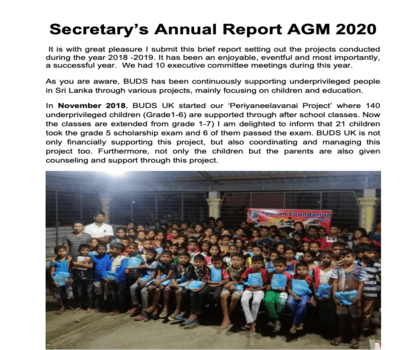 Secretary's Annual Report AGM 2020
It is with great pleasure I submit this brief report setting out the projects conducted
during the year 2018 -2019. It has been an enjoyable, eventful and most importantly,
a successful year. We had 10 executive committee meetings during this year.
As you are aware, BUDS has been continuously supporting underprivileged people
in Sri Lanka through various projects, mainly focusing on children and education.
In November 2018, BUDS UK started our 'Periyaneelavanai Project' where 140
underprivileged children (Grade1-6) are supported through after school classes. Now
the classes are extended from grade 1-7) I am delighted to inform that 21 children
took the grade 5 scholarship exam and 6 of them passed the exam. BUDS UK is not
only financially supporting this project, but also coordinating and managing this
project too. Furthermore, not only the children but the parents are also given
counseling and support through this project.
Foundation